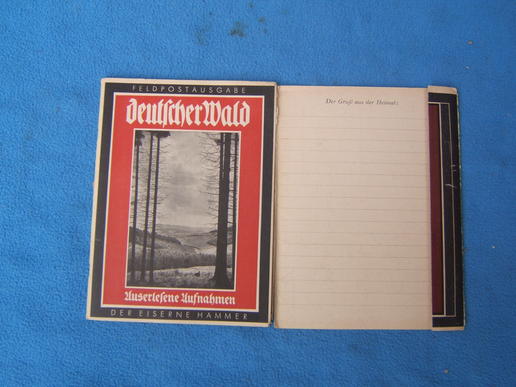 FELDPOSTAUSGABE
deutscher Wald
Auserlesene Aufnahmen
DER EISERNE HAMMER
Der Gruß aus der Heimat: